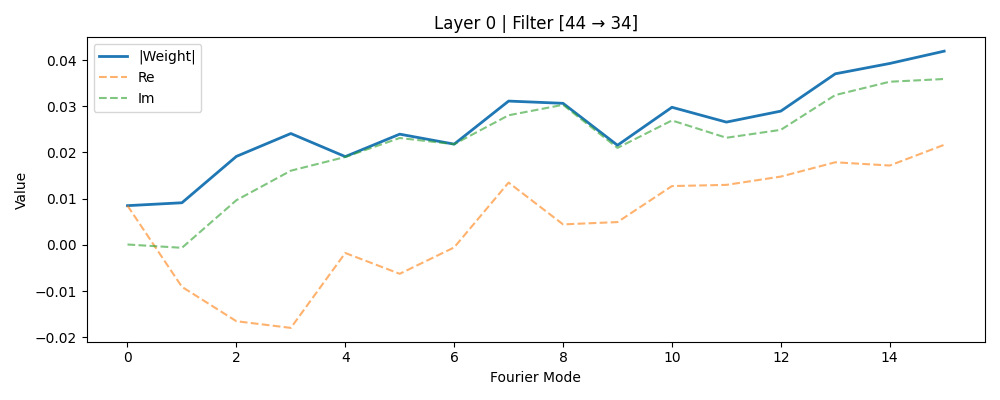 Layer 0 | Filter [44 → 34]
|Weight|
Re
Im
Value
0.04
0.03
0.02
0.01
0.00
−0.01
−0.02
0 2 4 6 8 10 12 14
Fourier Mode